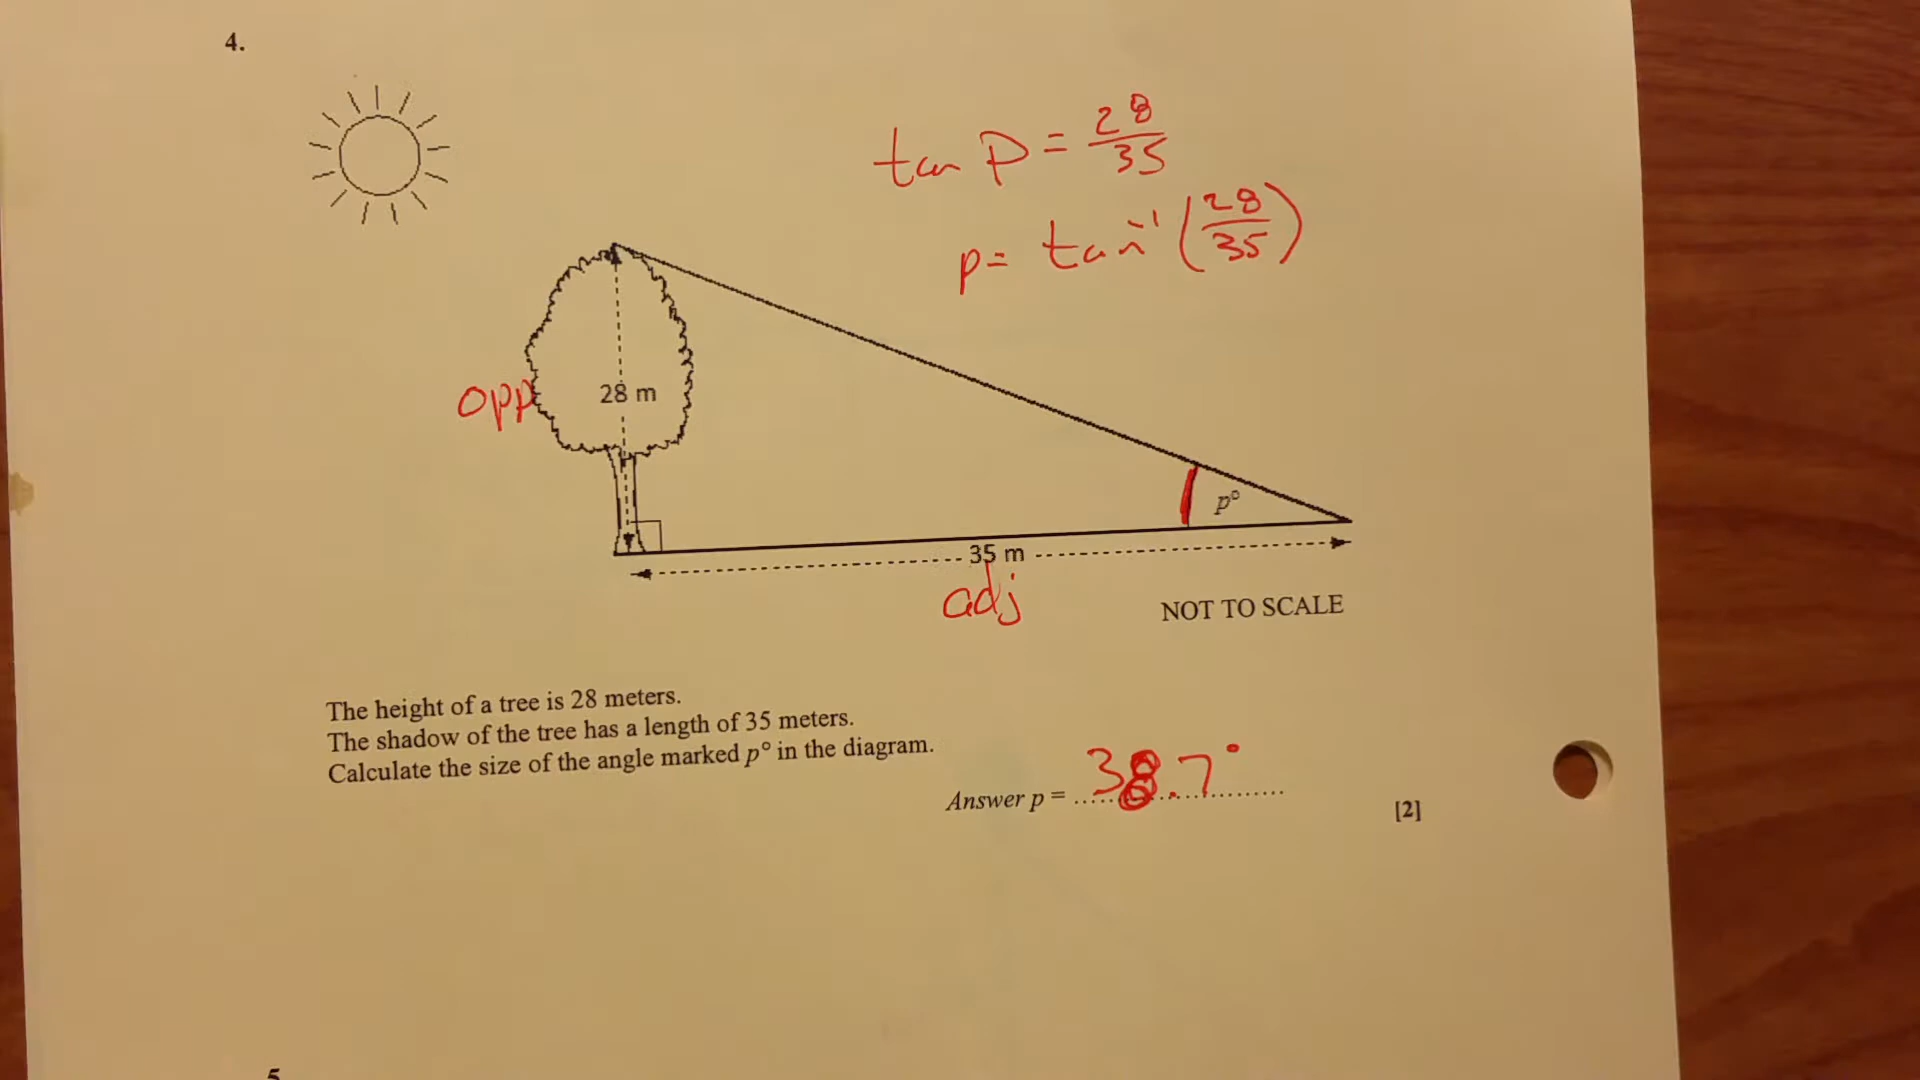 4.
tan P = 28/35
p = tan⁻¹ (28/35)
opp
28 m
p°
35 m
adj
NOT TO SCALE
The height of a tree is 28 meters.
The shadow of the tree has a length of 35 meters.
Calculate the size of the angle marked p° in the diagram.
Answer p = 38.7°
[2]
5